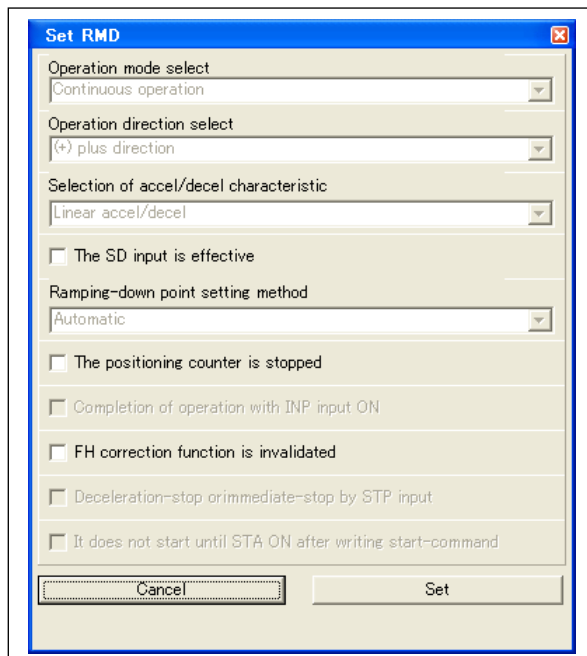 Set RMD
Operation mode select
Continuous operation
Operation direction select
(+) plus direction
Selection of accel/decel characteristic
Linear accel/decel
The SD input is effective
Ramping-down point setting method
Automatic
The positioning counter is stopped
Completion of operation with INP input ON
FH correction function is invalidated
Deceleration-stop orimmediate-stop by STP input
It does not start until STA ON after writing start-command
Cancel Set